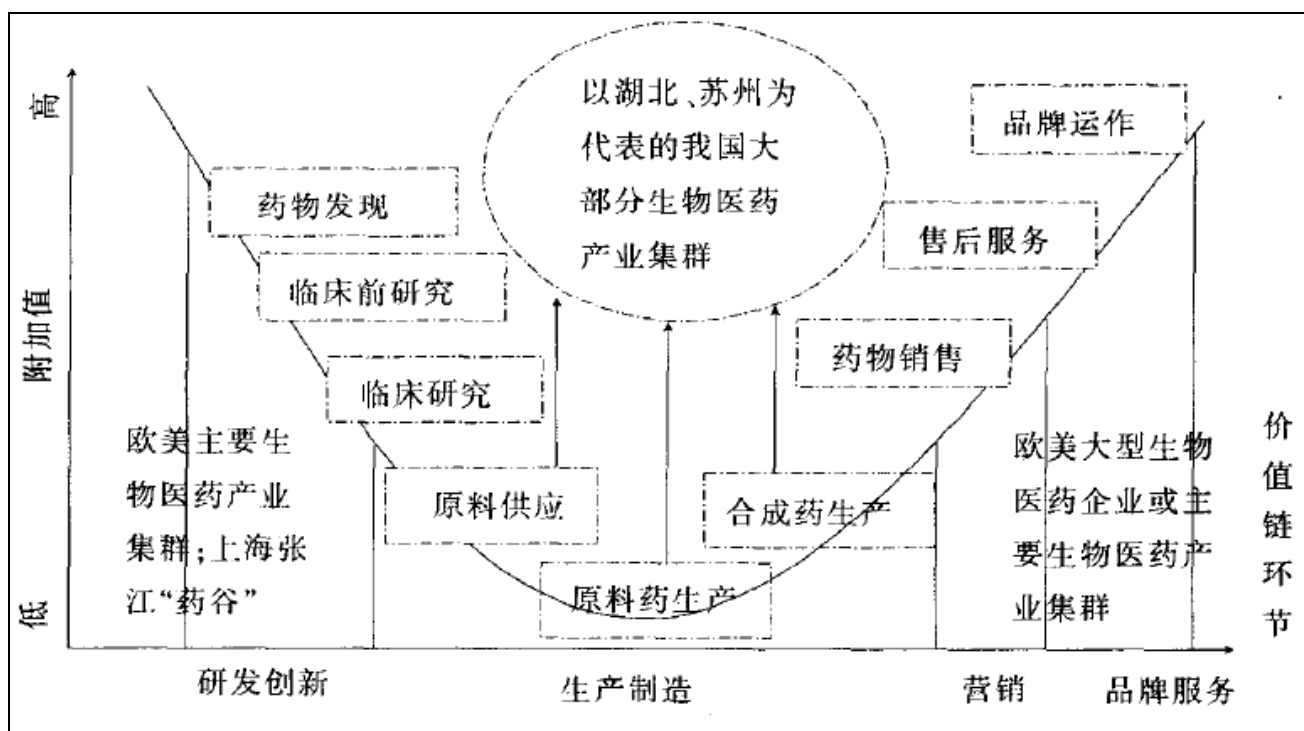 高
附加值
低
以湖北、苏州为
代表的我国大
部分生物医药
产业集群
品牌运作
药物发现
售后服务
临床前研究
药物销售
临床研究
欧美主要生
物医药产业
集群;上海张
江“药谷”
原料供应
合成药生产
原料药生产
欧美大型生物
医药企业或主
要生物医药产
业集群
价值链环节
研发创新
生产制造
营销
品牌服务